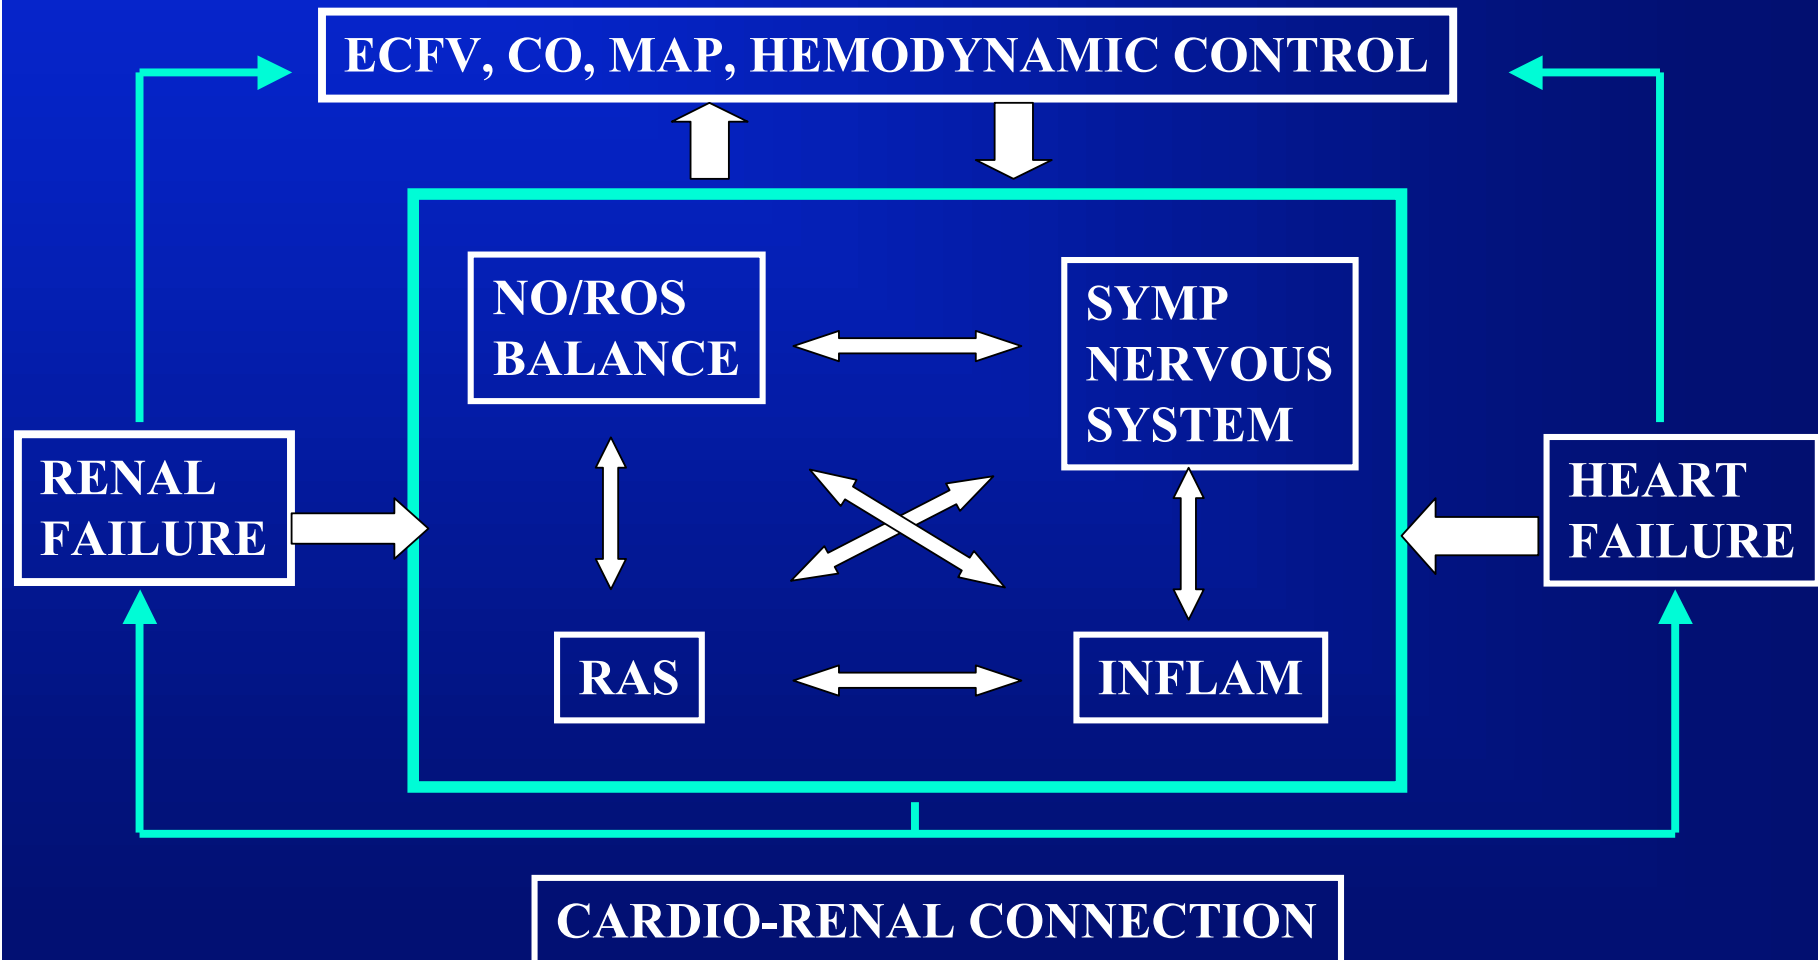 ECFV, CO, MAP, HEMODYNAMIC CONTROL
NO/ROS
BALANCE
SYMP
NERVOUS
SYSTEM
RENAL
FAILURE
HEART
FAILURE
RAS
INFLAM
CARDIO-RENAL CONNECTION